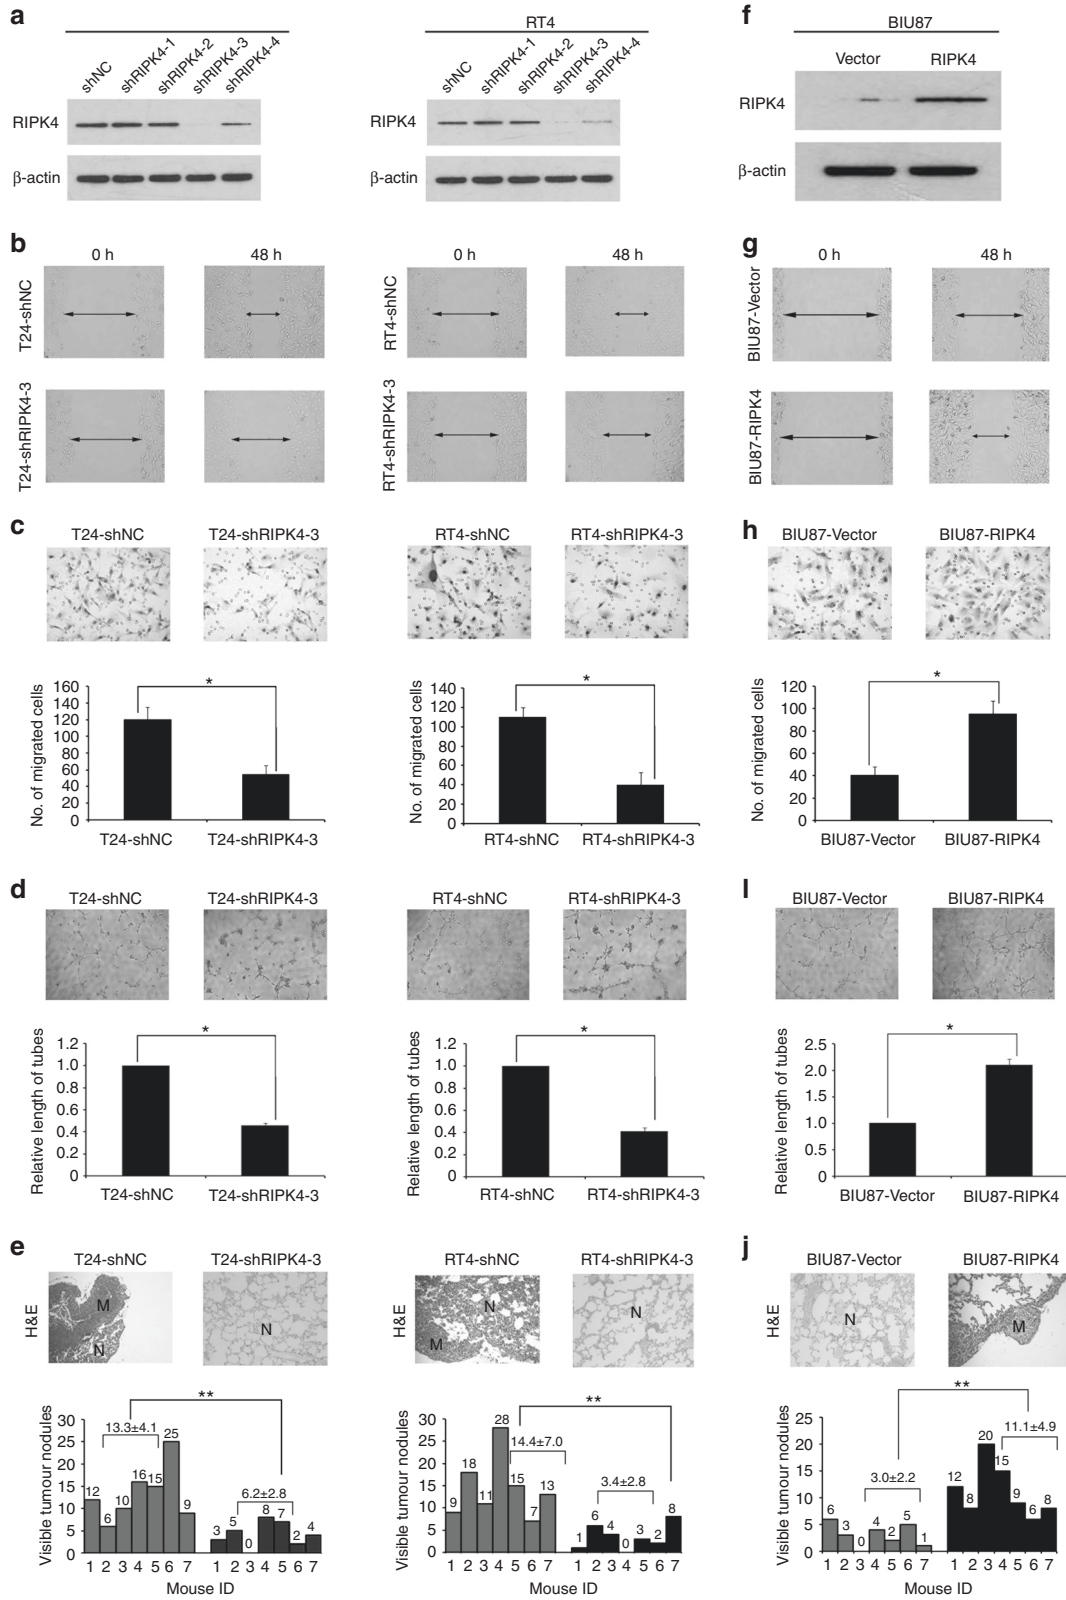 a
shNC
shRIPK4-1
shRIPK4-2
shRIPK4-3
shRIPK4-4
RIPK4
β-actin
RT4
shNC
shRIPK4-1
shRIPK4-2
shRIPK4-3
shRIPK4-4
RIPK4
β-actin
f
BIU87
Vector RIPK4
RIPK4
β-actin
b
0 h 48 h
T24-shNC
T24-shRIPK4-3
0 h 48 h
RT4-shNC
RT4-shRIPK4-3
g
0 h 48 h
BIU87-Vector
BIU87-RIPK4
c
T24-shNC T24-shRIPK4-3
No. of migrated cells
160
140
120
100
80
60
40
20
0
*
T24-shNC T24-shRIPK4-3
RT4-shNC RT4-shRIPK4-3
No. of migrated cells
140
120
100
80
60
40
20
0
*
RT4-shNC RT4-shRIPK4-3
h
BIU87-Vector BIU87-RIPK4
No. of migrated cells
120
100
80
60
40
20
0
*
BIU87-Vector BIU87-RIPK4
d
T24-shNC T24-shRIPK4-3
Relative length of tubes
1.2
1.0
0.8
0.6
0.4
0.2
0
*
T24-shNC T24-shRIPK4-3
RT4-shNC RT4-shRIPK4-3
Relative length of tubes
1.2
1.0
0.8
0.6
0.4
0.2
0
*
RT4-shNC RT4-shRIPK4-3
l
BIU87-Vector BIU87-RIPK4
Relative length of tubes
2.5
2.0
1.5
1.0
0.5
0
*
BIU87-Vector BIU87-RIPK4
e
T24-shNC T24-shRIPK4-3
H&E
M
N
N
Visible tumour nodules
30
25
20
15
10
5
0
**
13.3±4.1
6.2±2.8
12 6 10 16 15 25 9
3 5 0 8 7 2 4
1 2 3 4 5 6 7 1 2 3 4 5 6 7
Mouse ID
RT4-shNC RT4-shRIPK4-3
H&E
N
M
N
Visible tumour nodules
30
25
20
15
10
5
0
**
14.4±7.0
3.4±2.8
9 18 11 28 15 7 13
1 6 4 0 3 2 8
1 2 3 4 5 6 7 1 2 3 4 5 6 7
Mouse ID
j
BIU87-Vector BIU87-RIPK4
H&E
N
M
Visible tumour nodules
25
20
15
10
5
0
**
3.0±2.2
11.1±4.9
6 3 0 4 2 5 1
12 8 20 15 9 6 8
1 2 3 4 5 6 7 1 2 3 4 5 6 7
Mouse ID